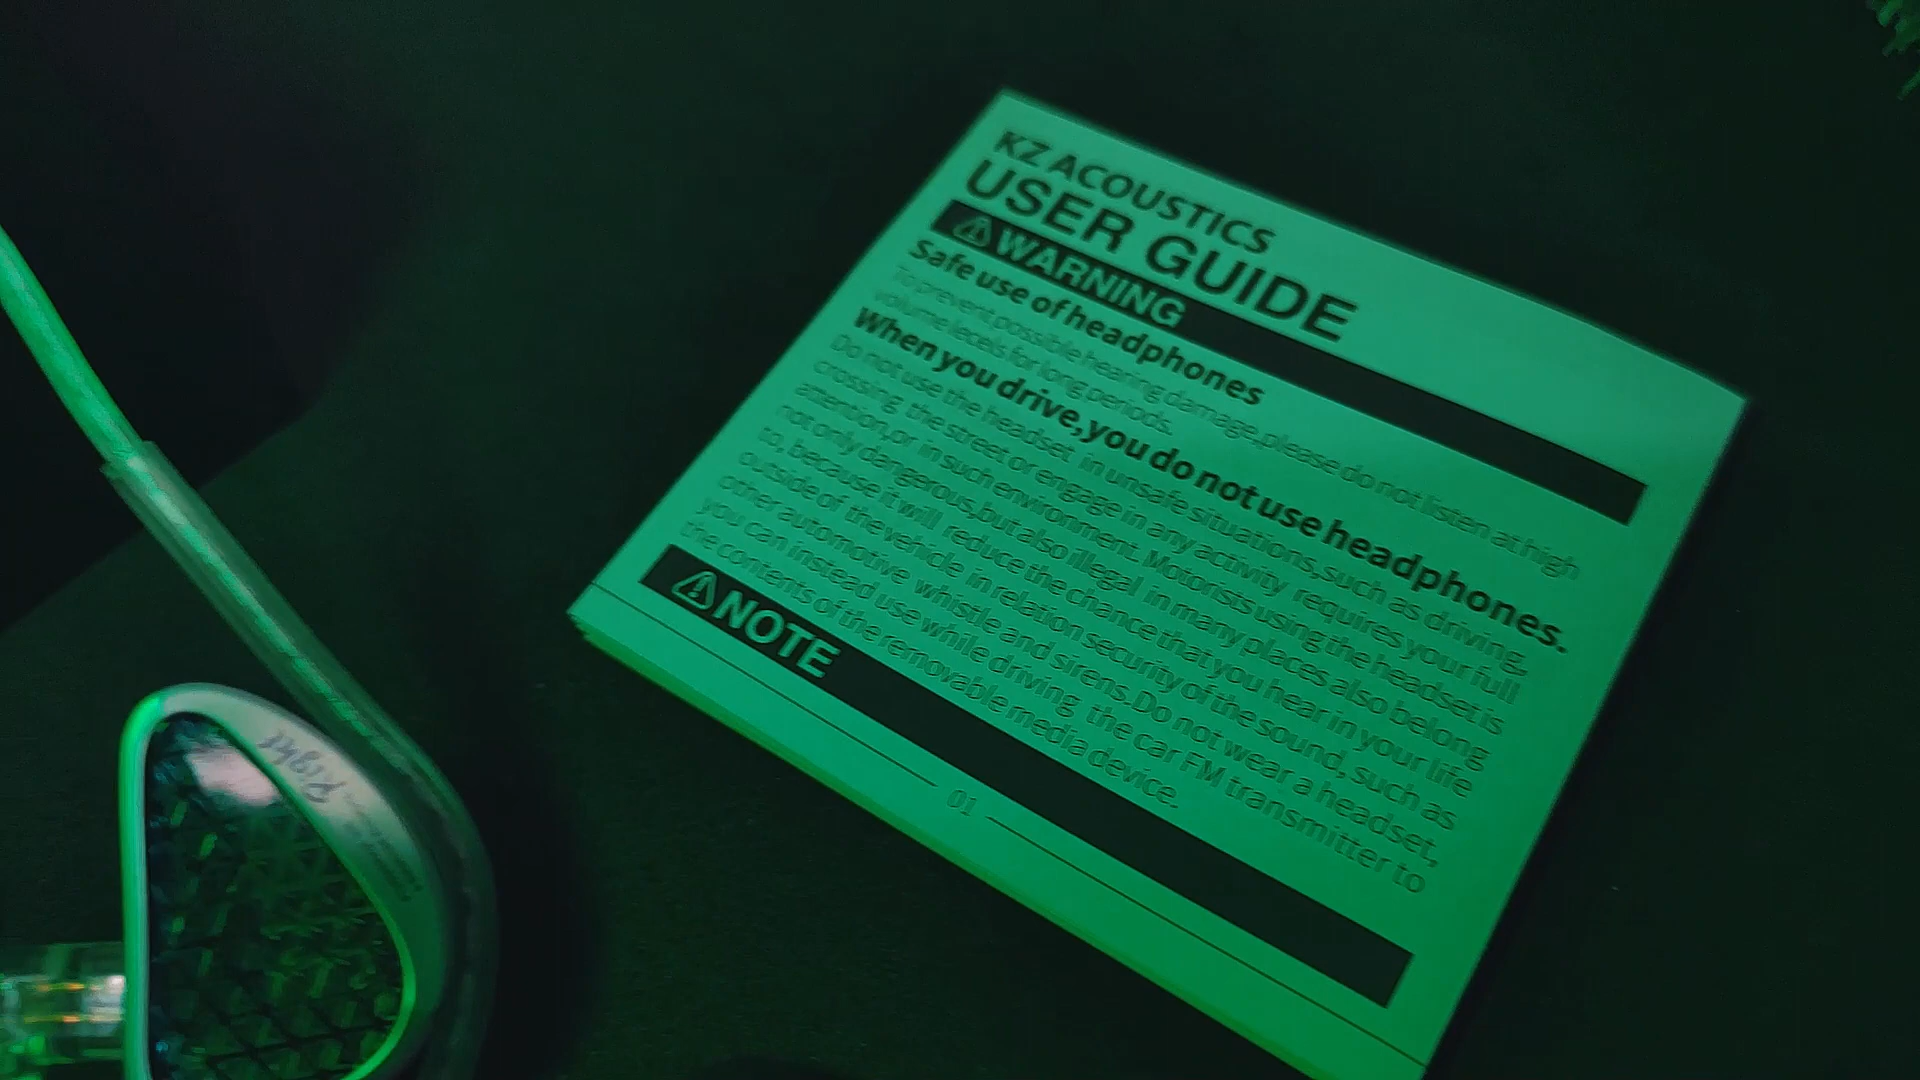 KZ ACOUSTICS
USER GUIDE
WARNING
Safe use of headphones
To prevent possible hearing damage,please do not listen at high
volume lecels for long periods.
When you drive,you do not use headphones.
Do not use the headset in unsafe situations,such as driving,
crossing the street or engage in any activity requires your full
attention,pr in such environment. Motorists using the headset is
not only dangerous,but also illegal in many places also belong
to, because it will reduce the chance that you hear in your life
outside of the vehicle in relation security of the sound, such as
other automotive whistle and sirens.Do not wear a headset,
you can instead use while driving the car FM transmitter to
the contents of the removable media device.
NOTE
01
Right